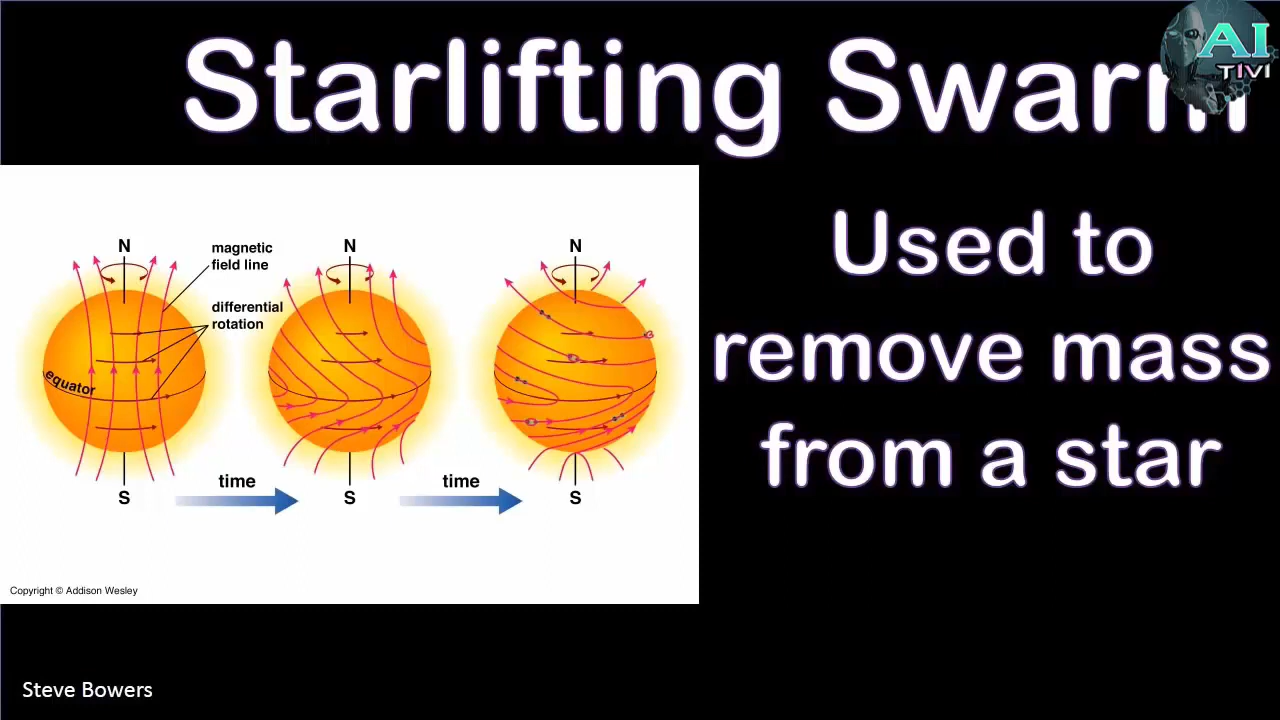 Starlifting Swarm
AI
TIVI
Used to
remove mass
from a star
N
N
N
magnetic
field line
differential
rotation
equator
time
time
S
S
S
Copyright © Addison Wesley
Steve Bowers